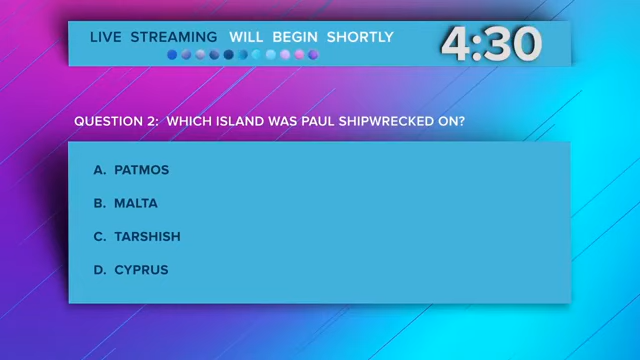 LIVE STREAMING WILL BEGIN SHORTLY
4:30
QUESTION 2: WHICH ISLAND WAS PAUL SHIPWRECKED ON?
A. PATMOS
B. MALTA
C. TARSHISH
D. CYPRUS